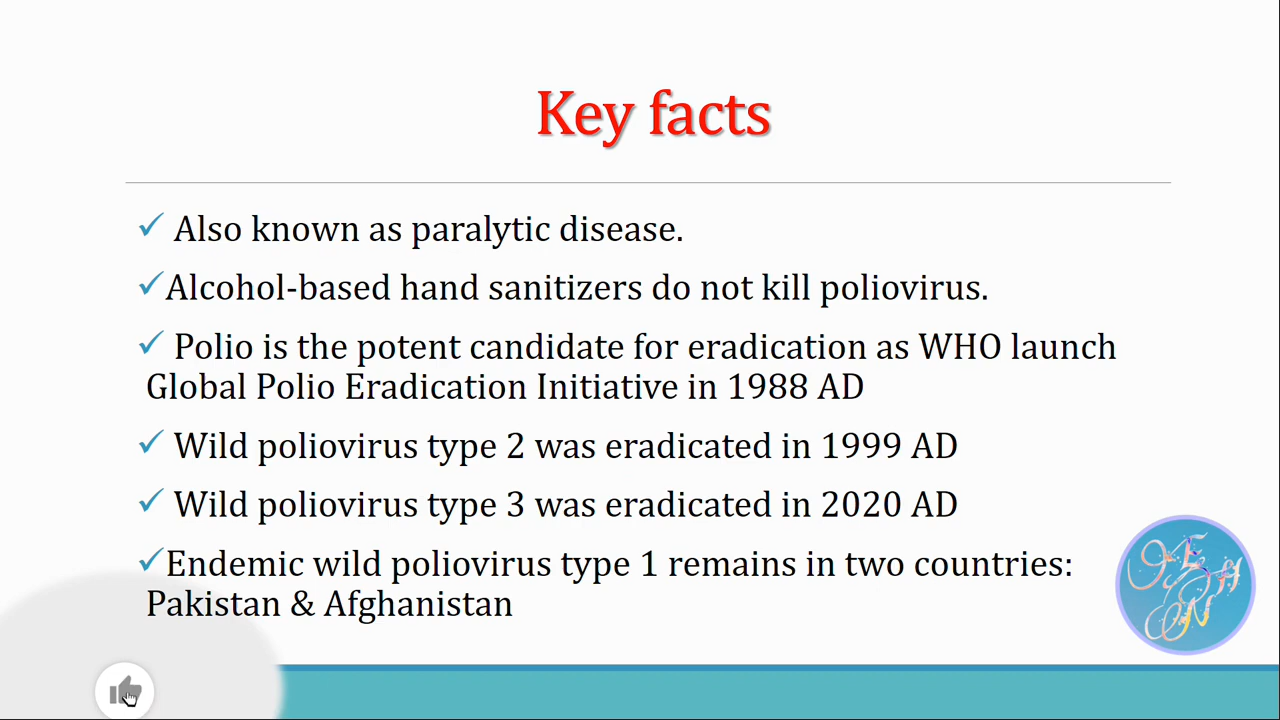 Key facts
✓ Also known as paralytic disease.
✓Alcohol-based hand sanitizers do not kill poliovirus.
✓ Polio is the potent candidate for eradication as WHO launch
Global Polio Eradication Initiative in 1988 AD
✓ Wild poliovirus type 2 was eradicated in 1999 AD
✓ Wild poliovirus type 3 was eradicated in 2020 AD
✓Endemic wild poliovirus type 1 remains in two countries:
Pakistan & Afghanistan